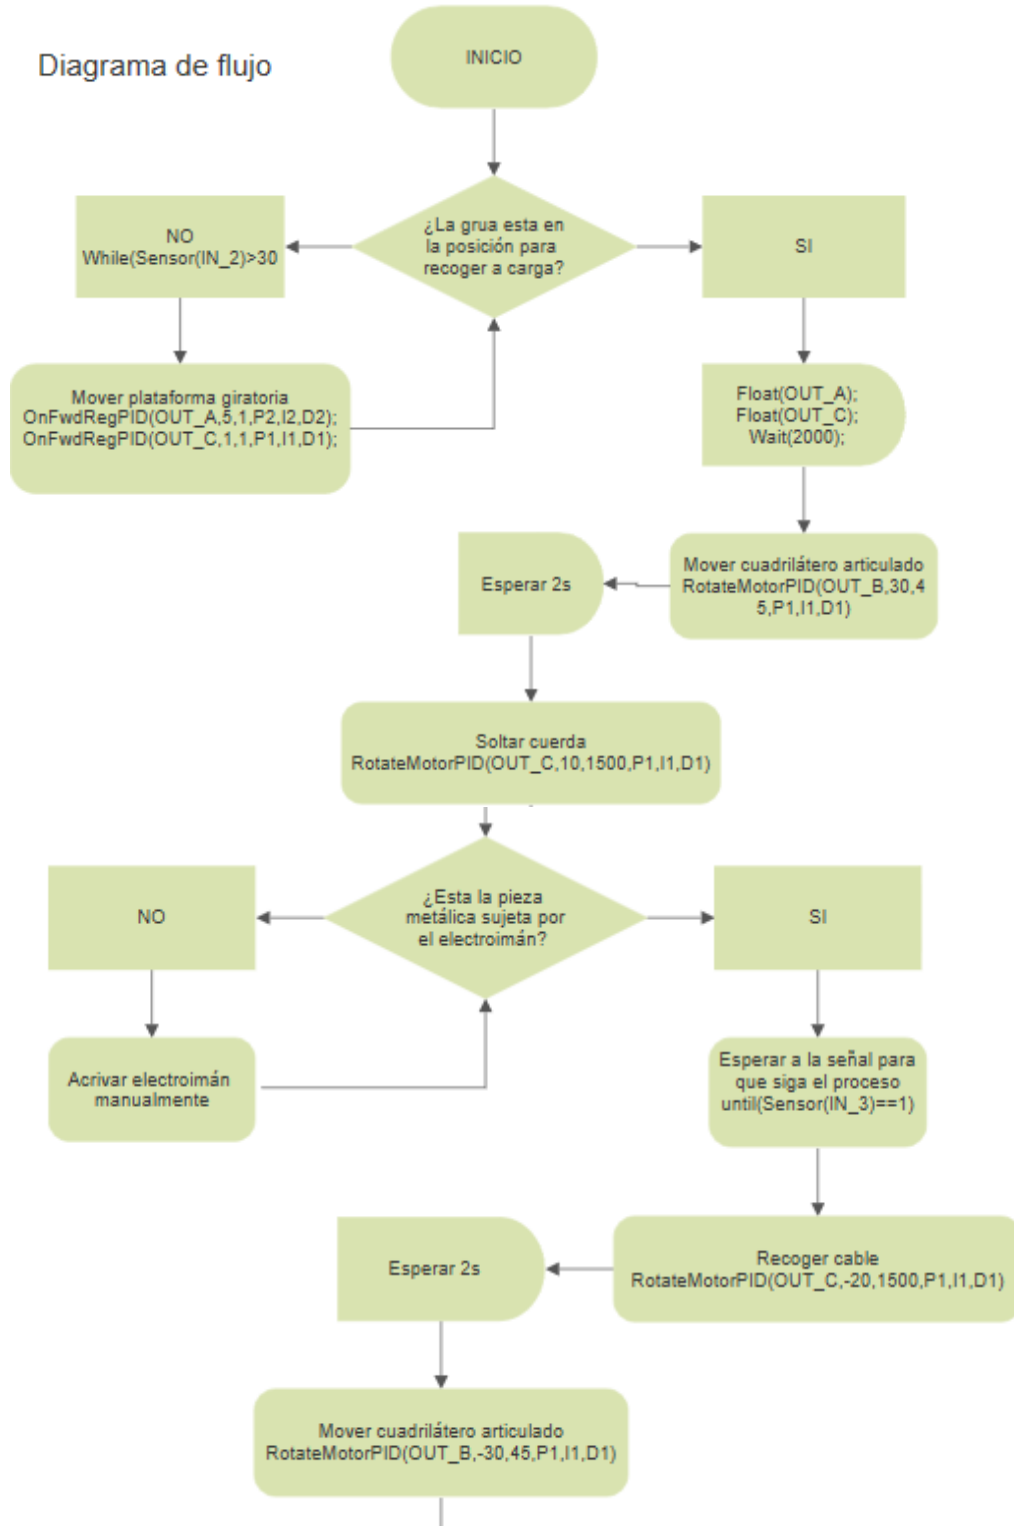 Diagrama de flujo
INICIO
¿La grua esta en
la posición para
recoger a carga?
NO
While(Sensor(IN_2)>30
SI
Mover plataforma giratoria
OnFwdRegPID(OUT_A,5,1,P2,I2,D2);
OnFwdRegPID(OUT_C,1,1,P1,I1,D1);
Float(OUT_A);
Float(OUT_C);
Wait(2000);
Mover cuadrilátero articulado
RotateMotorPID(OUT_B,30,4
5,P1,I1,D1)
Esperar 2s
Soltar cuerda
RotateMotorPID(OUT_C,10,1500,P1,I1,D1)
¿Esta la pieza
metálica sujeta por
el electroimán?
NO
SI
Acrivar electroimán
manualmente
Esperar a la señal para
que siga el proceso
until(Sensor(IN_3)==1)
Recoger cable
RotateMotorPID(OUT_C,-20,1500,P1,I1,D1)
Esperar 2s
Mover cuadrilátero articulado
RotateMotorPID(OUT_B,-30,45,P1,I1,D1)